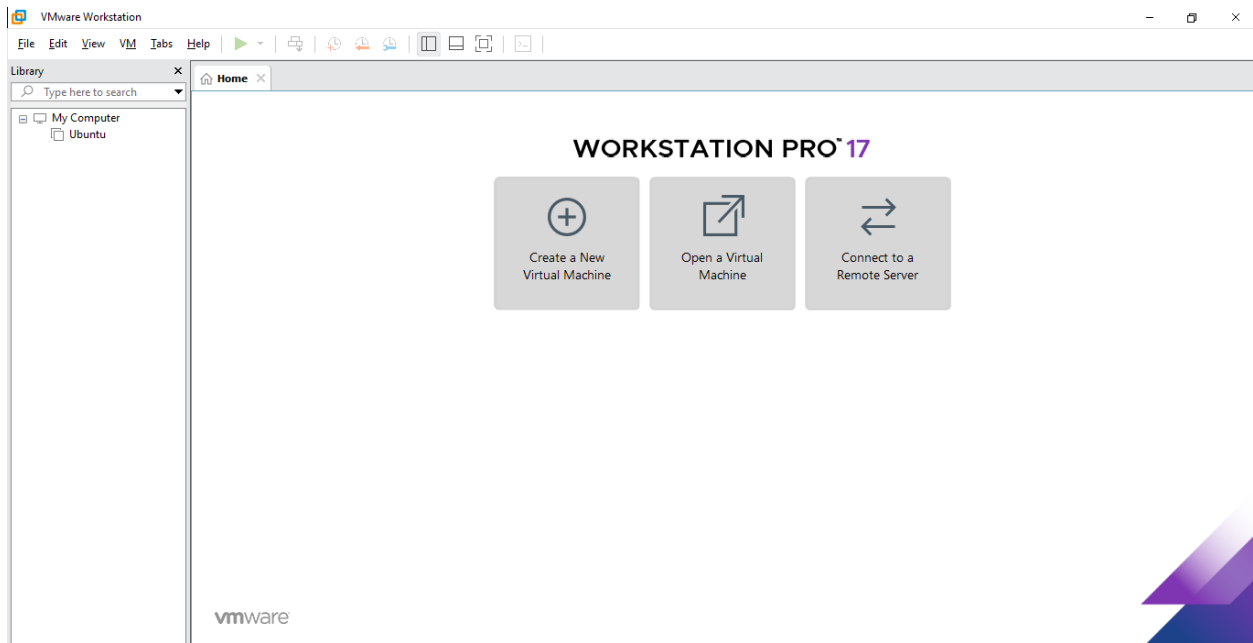 VMware Workstation
File Edit View VM Tabs Help
Library
Type here to search
My Computer
Ubuntu
Home
WORKSTATION PRO™ 17
Create a New
Virtual Machine
Open a Virtual
Machine
Connect to a
Remote Server
vmware